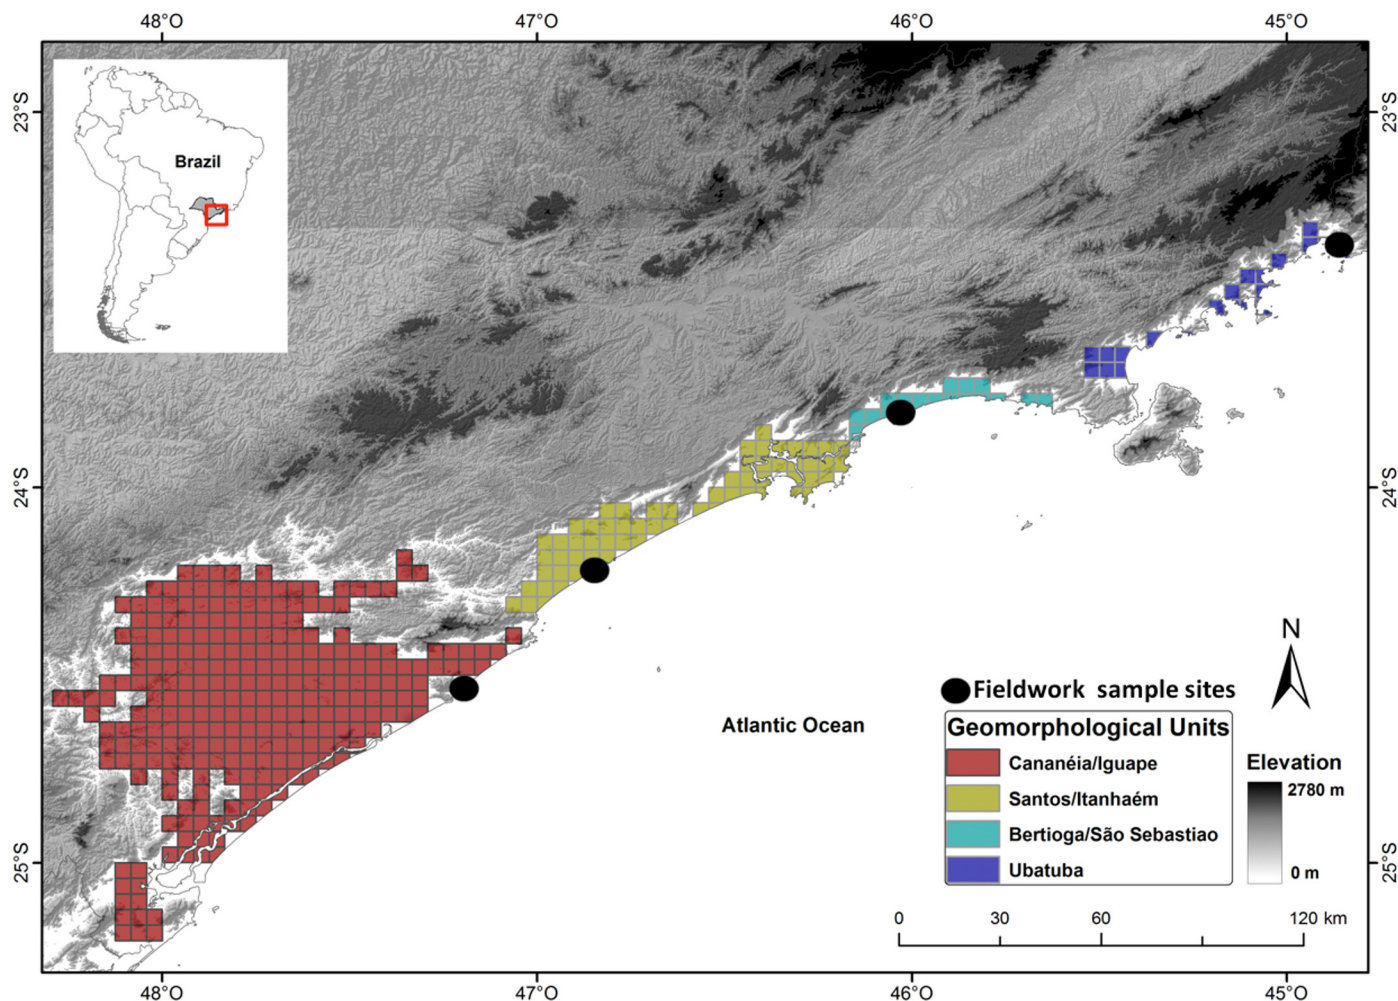 48°O 47°O 46°O 45°O
23°S 23°S
Brazil
24°S 24°S
N
Fieldwork sample sites
Atlantic Ocean
Geomorphological Units
Cananéia/Iguape
Santos/Itanhaém
Bertioga/São Sebastiao
Ubatuba
Elevation
2780 m
0 m
25°S 25°S
0 30 60 120 km
48°O 47°O 46°O 45°O